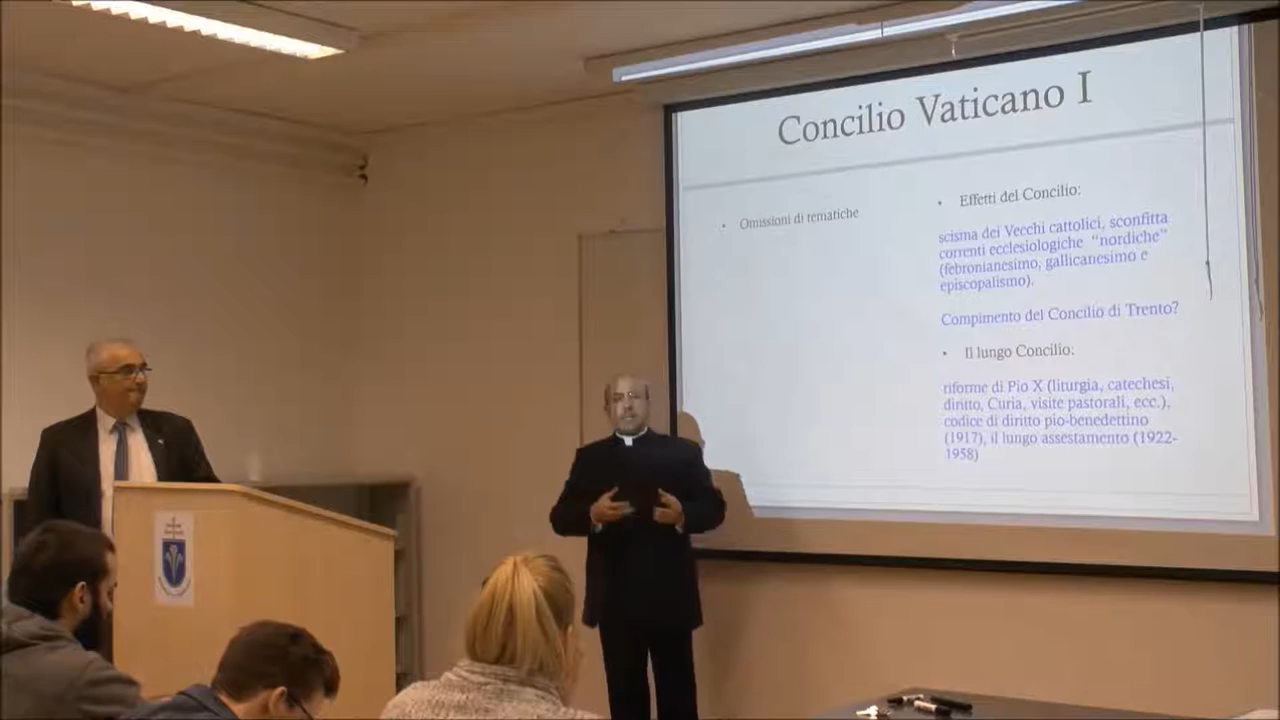 Concilio Vaticano I
• Omissioni di tematiche
• Effetti del Concilio:
scisma dei Vecchi cattolici, sconfitta
correnti ecclesiologiche “nordiche”
(febronianesimo, gallicanesimo e
episcopalismo).
Compimento del Concilio di Trento?
• Il lungo Concilio:
riforme di Pio X (liturgia, catechesi,
diritto, Curia, visite pastorali, ecc.),
codice di diritto pio-benedettino
(1917), il lungo assestamento (1922-
1958)